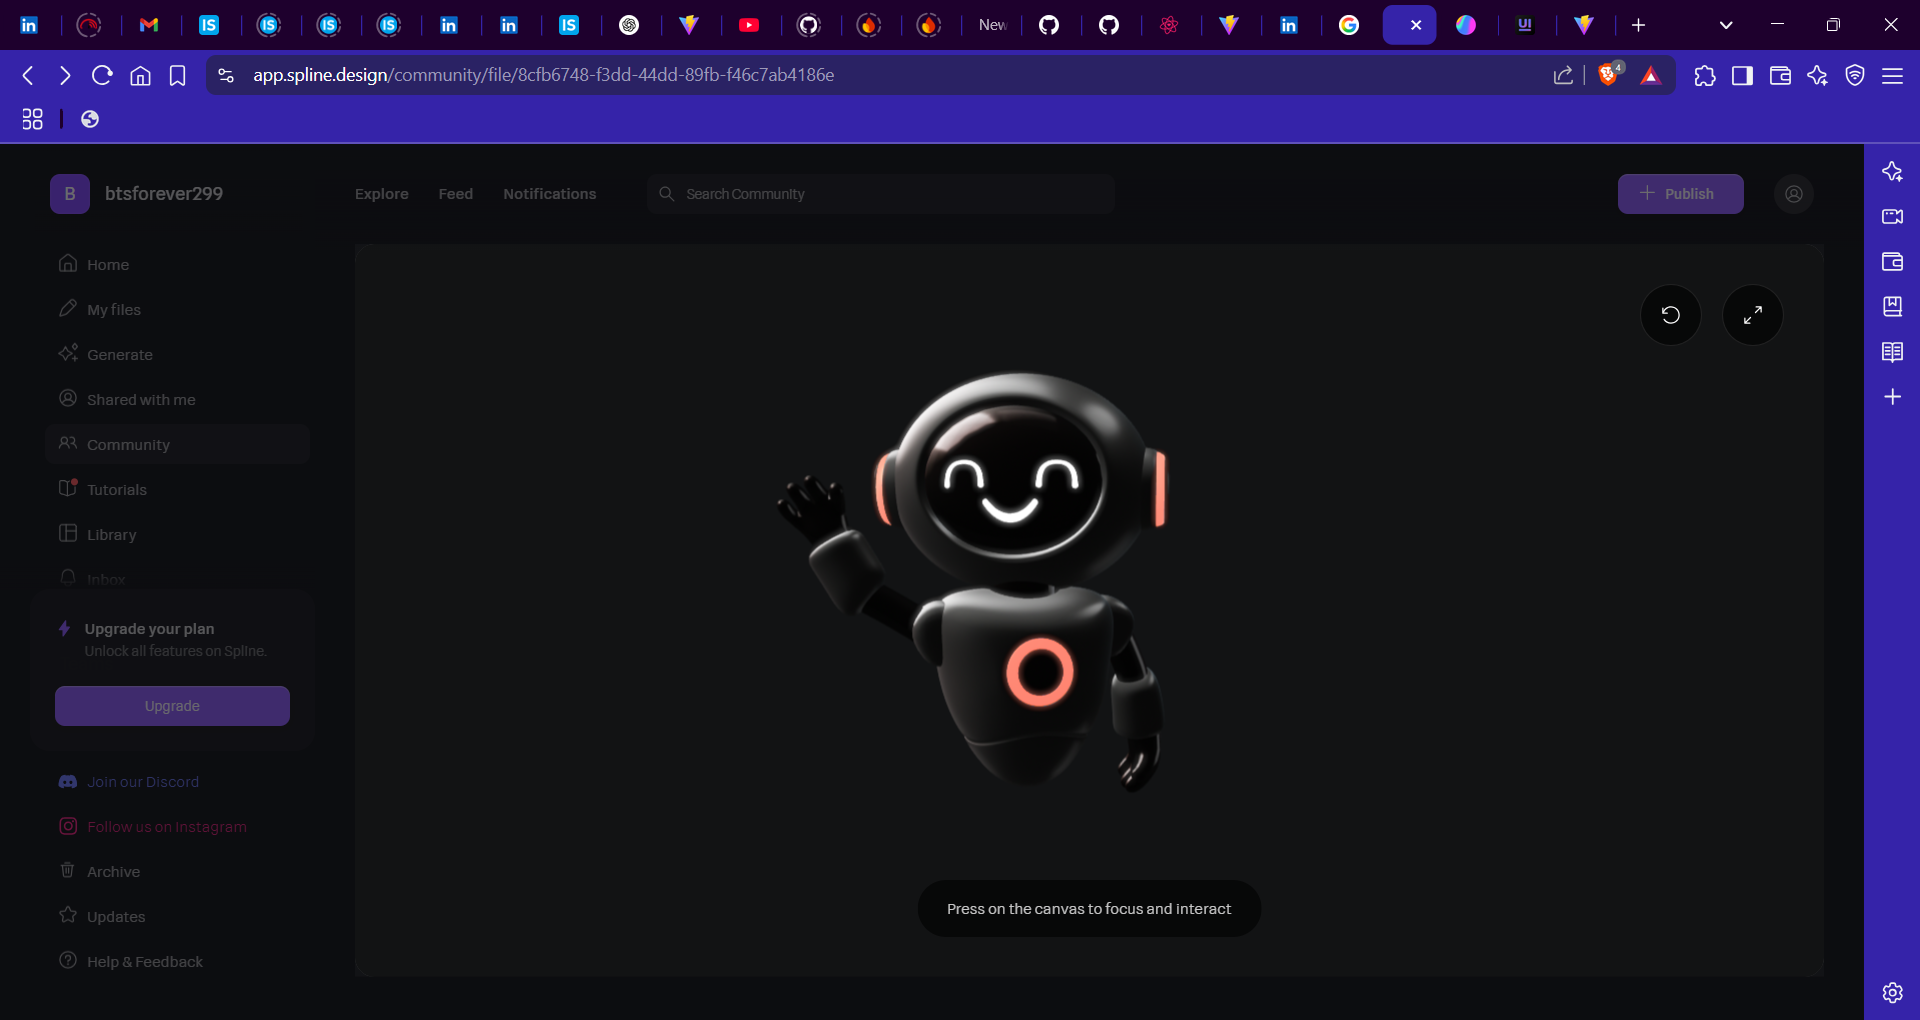 New
app.spline.design/community/file/8cfb6748-f3dd-44dd-89fb-f46c7ab4186e
4
B
btsforever299
Explore
Feed
Notifications
Search Community
Publish
Home
My files
Generate
Shared with me
Community
Tutorials
Library
Inbox
Upgrade your plan
Unlock all features on Spline.
Upgrade
Join our Discord
Follow us on Instagram
Archive
Updates
Help & Feedback
Press on the canvas to focus and interact